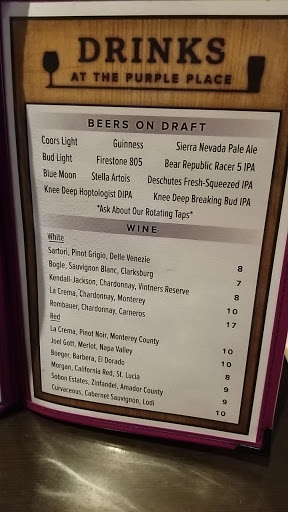 DRINKS
AT THE PURPLE PLACE
BEERS ON DRAFT
Coors Light Guinness Sierra Nevada Pale Ale
Bud Light Firestone 805 Bear Republic Racer 5 IPA
Blue Moon Stella Artois Deschutes Fresh-Squeezed IPA
Knee Deep Hoptologist DIPA Knee Deep Breaking Bud IPA
*Ask About Our Rotating Taps*
WINE
White
Sartori, Pinot Grigio, Delle Venezie 8
Bogle, Sauvignon Blanc, Clarksburg 7
Kendall-Jackson, Chardonnay, Vintners Reserve 8
La Crema, Chardonnay, Monterey 10
Rombauer, Chardonnay, Carneros 17
Red
La Crema, Pinot Noir, Monterey County 10
Joel Gott, Merlot, Napa Valley 10
Boeger, Barbera, El Dorado 8
Morgan, California Red, St. Lucia 9
Sobon Estates, Zinfandel, Amador County 9
Curvaceous, Cabernet Sauvignon, Lodi 10